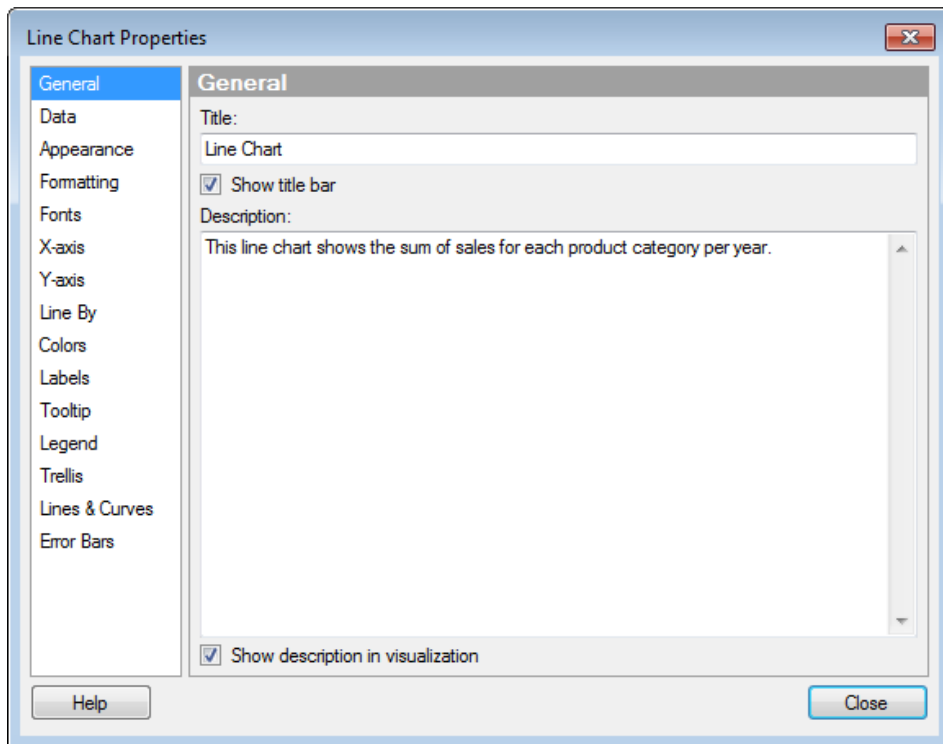 Line Chart Properties
General
Data
Appearance
Formatting
Fonts
X-axis
Y-axis
Line By
Colors
Labels
Tooltip
Legend
Trellis
Lines & Curves
Error Bars
General
Title:
Line Chart
Show title bar
Description:
This line chart shows the sum of sales for each product category per year.
Show description in visualization
Help
Close